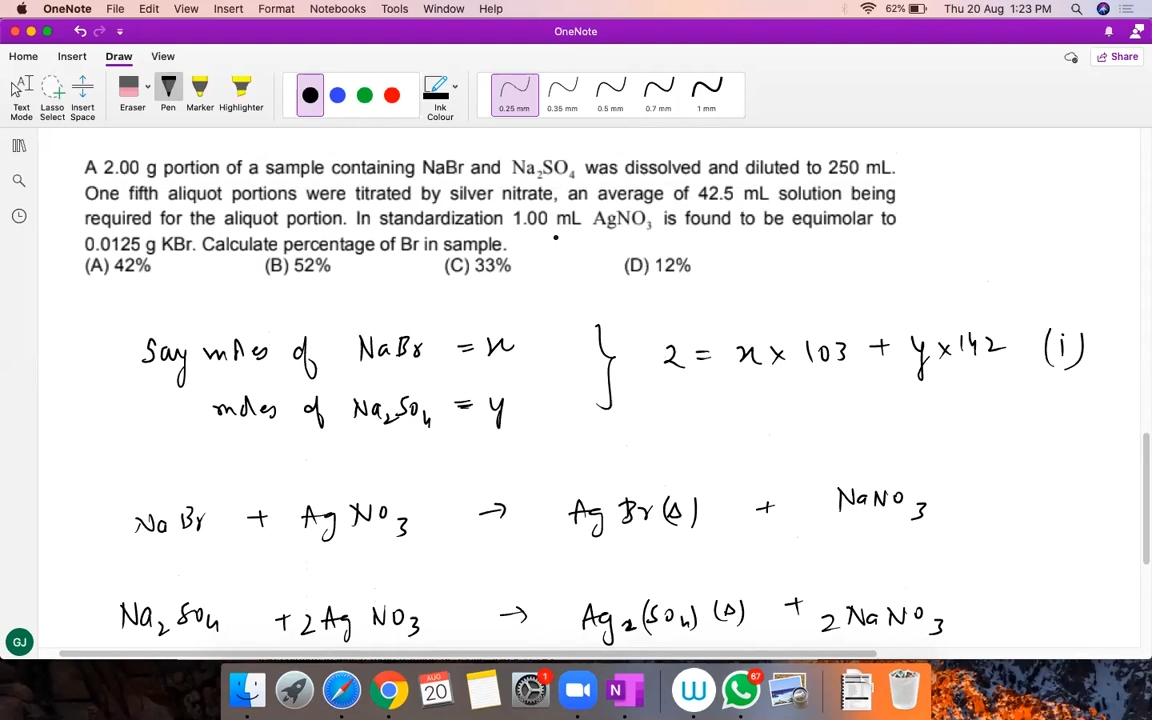 OneNote File Edit View Insert Format Notebooks Tools Window Help 62% Thu 20 Aug 1:23 PM
OneNote
Home Insert Draw View Share
Text Mode Lasso Select Insert Space Eraser Pen Marker Highlighter Ink Colour 0.25 mm 0.35 mm 0.5 mm 0.7 mm 1 mm
A 2.00 g portion of a sample containing NaBr and Na₂SO₄ was dissolved and diluted to 250 mL.
One fifth aliquot portions were titrated by silver nitrate, an average of 42.5 mL solution being
required for the aliquot portion. In standardization 1.00 mL AgNO₃ is found to be equimolar to
0.0125 g KBr. Calculate percentage of Br in sample.
(A) 42% (B) 52% (C) 33% (D) 12%
Say moles of NaBr = x } 2 = x × 103 + y × 142 (i)
moles of Na₂SO₄ = y
NaBr + AgNO₃ → AgBr(s) + NaNO₃
Na₂SO₄ + 2AgNO₃ → Ag₂(SO₄)(s) + 2NaNO₃
GJ
AUG 20 1 67